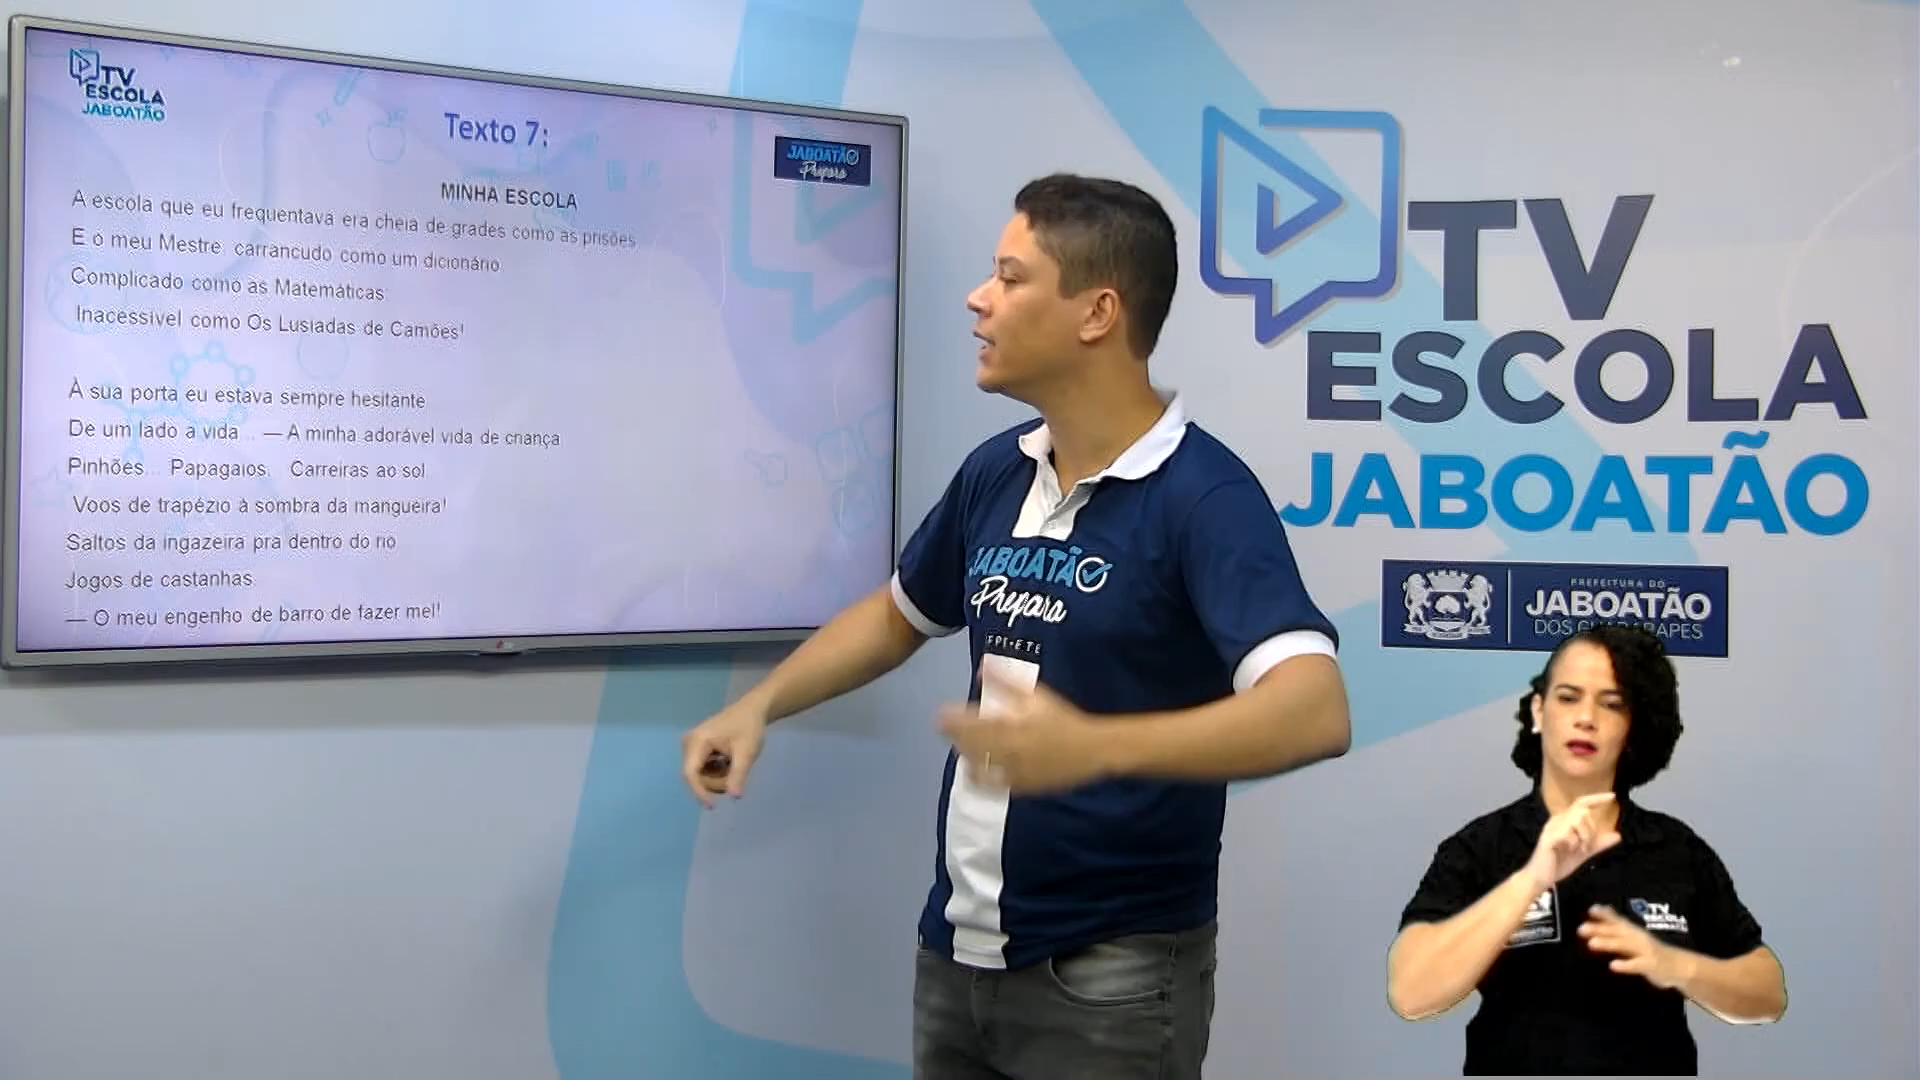 TV
ESCOLA
JABOATÃO
Texto 7:
JABOATÃO
Prepara
MINHA ESCOLA
A escola que eu frequentava era cheia de grades como as prisões
E o meu Mestre carrancudo como um dicionário
Complicado como as Matemáticas
Inacessível como Os Lusíadas de Camões!
À sua porta eu estava sempre hesitante
De um lado a vida... — A minha adorável vida de criança
Pinhões... Papagaios. Carreiras ao sol
Voos de trapézio à sombra da mangueira!
Saltos da ingazeira pra dentro do rio
Jogos de castanhas
— O meu engenho de barro de fazer mel!
TV
ESCOLA
JABOATÃO
PREFEITURA DO
JABOATÃO
DOS GUARARAPES
JABOATÃO
Prepara
TV
ESCOLA